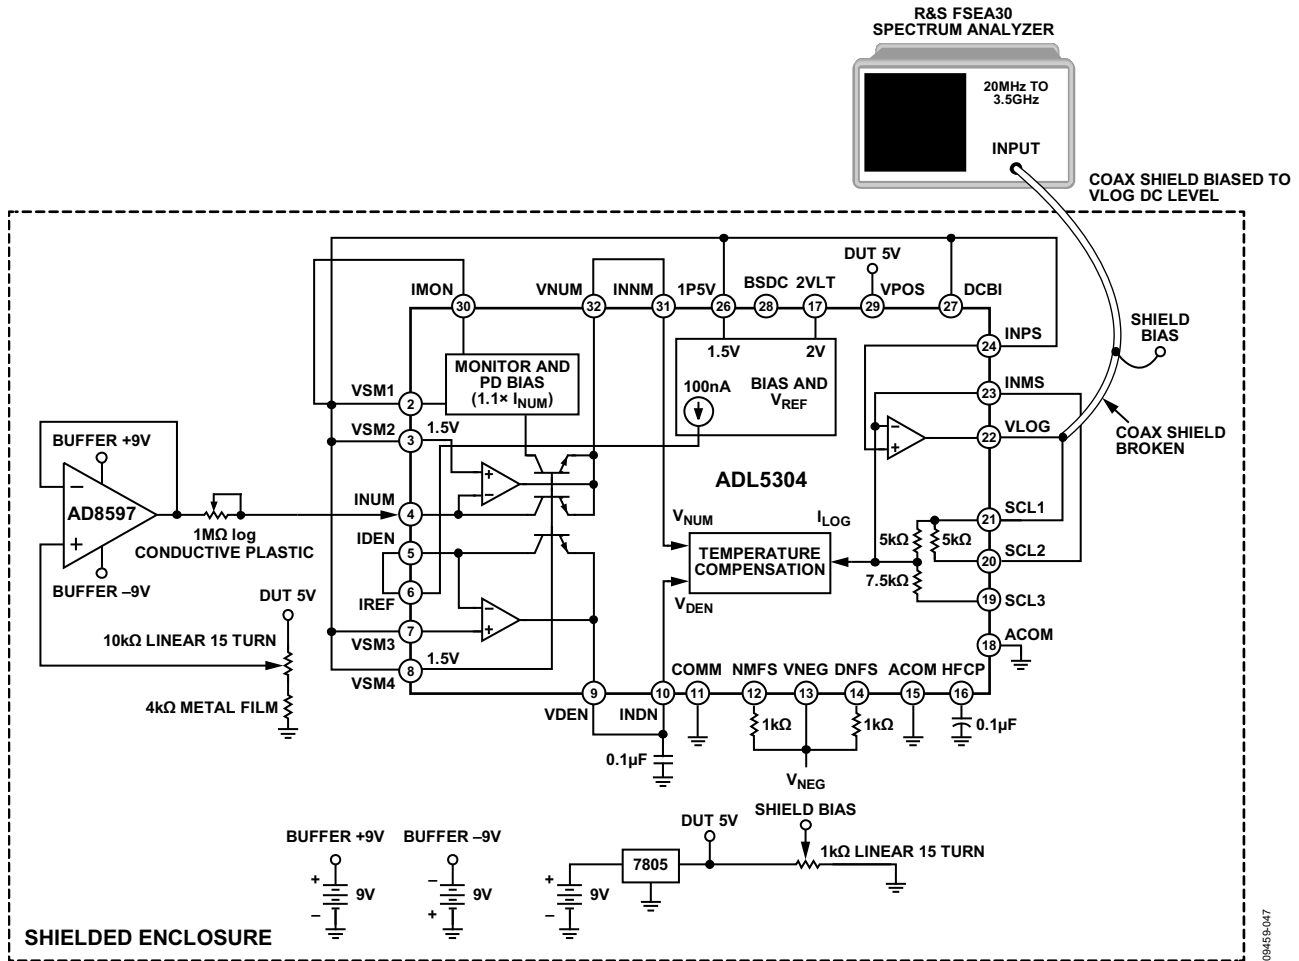 R&S FSEA30
SPECTRUM ANALYZER
20MHz TO
3.5GHz
INPUT
COAX SHIELD BIASED TO
VLOG DC LEVEL
DUT 5V
IMON
VNUM
INNM
1P5V
BSDC
2VLT
VPOS
DCBI
30
32
31
26
28
17
29
27
SHIELD
BIAS
INPS
24
1.5V
2V
MONITOR AND
PD BIAS
(1.1× INUM)
100nA
BIAS AND
VREF
INMS
23
VSM1
2
VLOG
22
COAX SHIELD
BROKEN
BUFFER +9V
VSM2
3
1.5V
–
+
+
–
ADL5304
–
AD8597
+
INUM
4
1MΩ log
CONDUCTIVE PLASTIC
VNUM
ILOG
SCL1
21
5kΩ
5kΩ
IDEN
5
TEMPERATURE
COMPENSATION
SCL2
20
7.5kΩ
BUFFER –9V
IREF
6
VDEN
SCL3
19
DUT 5V
–
+
10kΩ LINEAR 15 TURN
VSM3
7
ACOM
18
1.5V
VSM4
8
COMM
NMFS
VNEG
DNFS
ACOM
HFCP
9
10
11
12
13
14
15
16
4kΩ METAL FILM
VDEN
INDN
1kΩ
1kΩ
0.1µF
0.1µF
VNEG
SHIELD BIAS
DUT 5V
BUFFER +9V
BUFFER –9V
1kΩ LINEAR 15 TURN
7805
+
9V
–
–
9V
+
+
9V
–
SHIELDED ENCLOSURE
09459-047